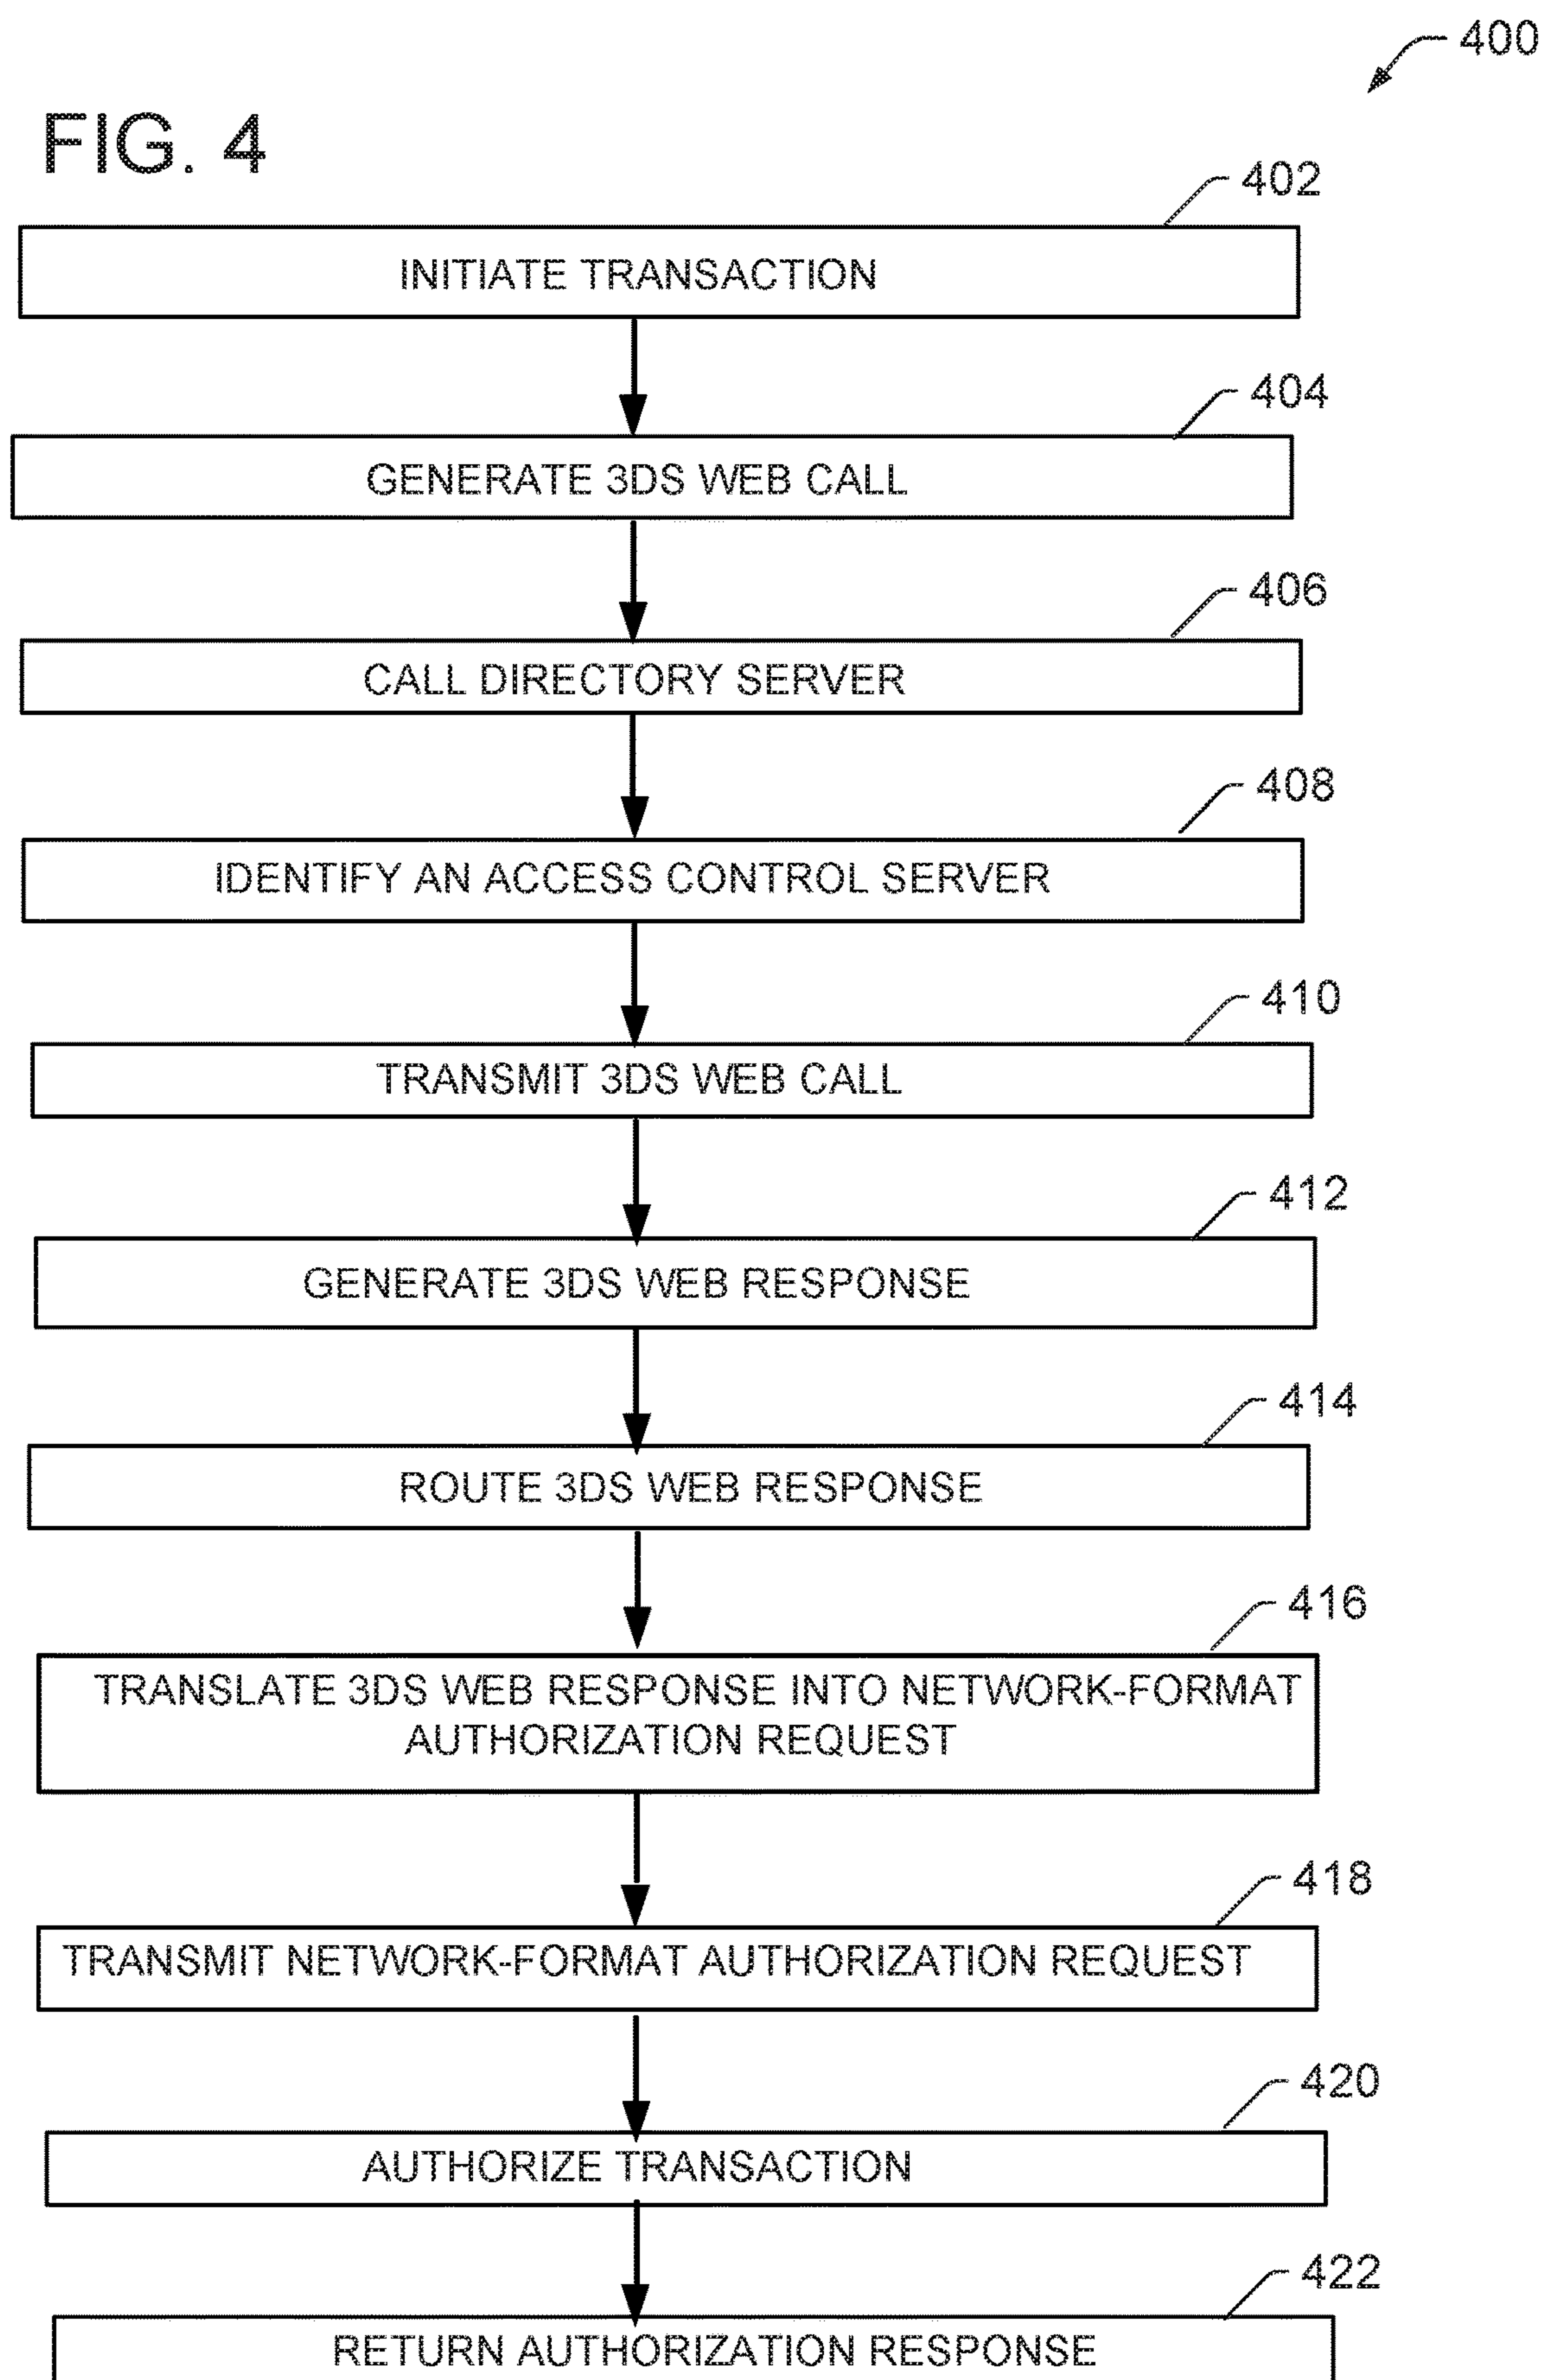 400
FIG. 4
402
INITIATE TRANSACTION
404
GENERATE 3DS WEB CALL
406
CALL DIRECTORY SERVER
408
IDENTIFY AN ACCESS CONTROL SERVER
410
TRANSMIT 3DS WEB CALL
412
GENERATE 3DS WEB RESPONSE
414
ROUTE 3DS WEB RESPONSE
416
TRANSLATE 3DS WEB RESPONSE INTO NETWORK-FORMAT
AUTHORIZATION REQUEST
418
TRANSMIT NETWORK-FORMAT AUTHORIZATION REQUEST
420
AUTHORIZE TRANSACTION
422
RETURN AUTHORIZATION RESPONSE